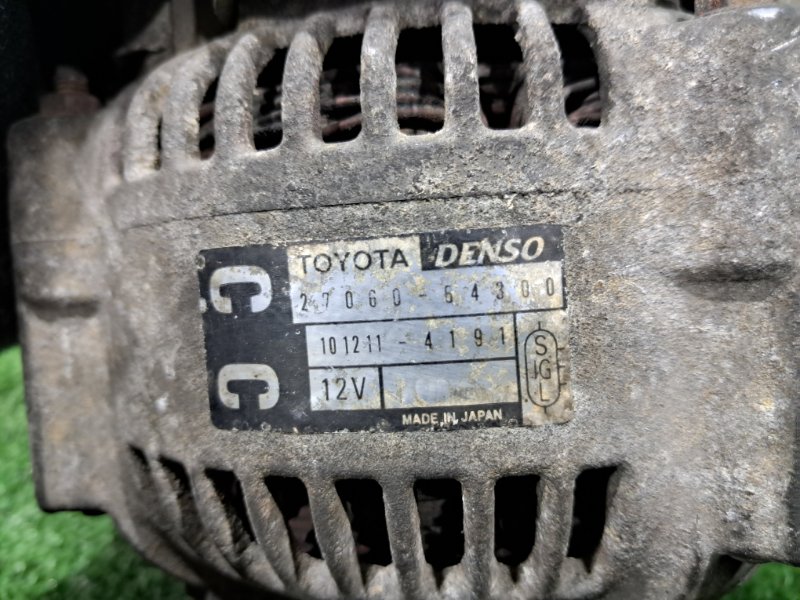 TOYOTA DENSO
27060-64300
101211-4191
12V
MADE IN JAPAN
C
C
S
IG
L